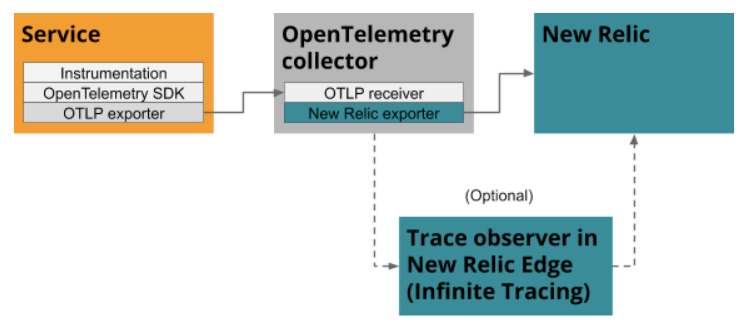 Service
Instrumentation
OpenTelemetry SDK
OTLP exporter
OpenTelemetry
collector
OTLP receiver
New Relic exporter
New Relic
(Optional)
Trace observer in
New Relic Edge
(Infinite Tracing)